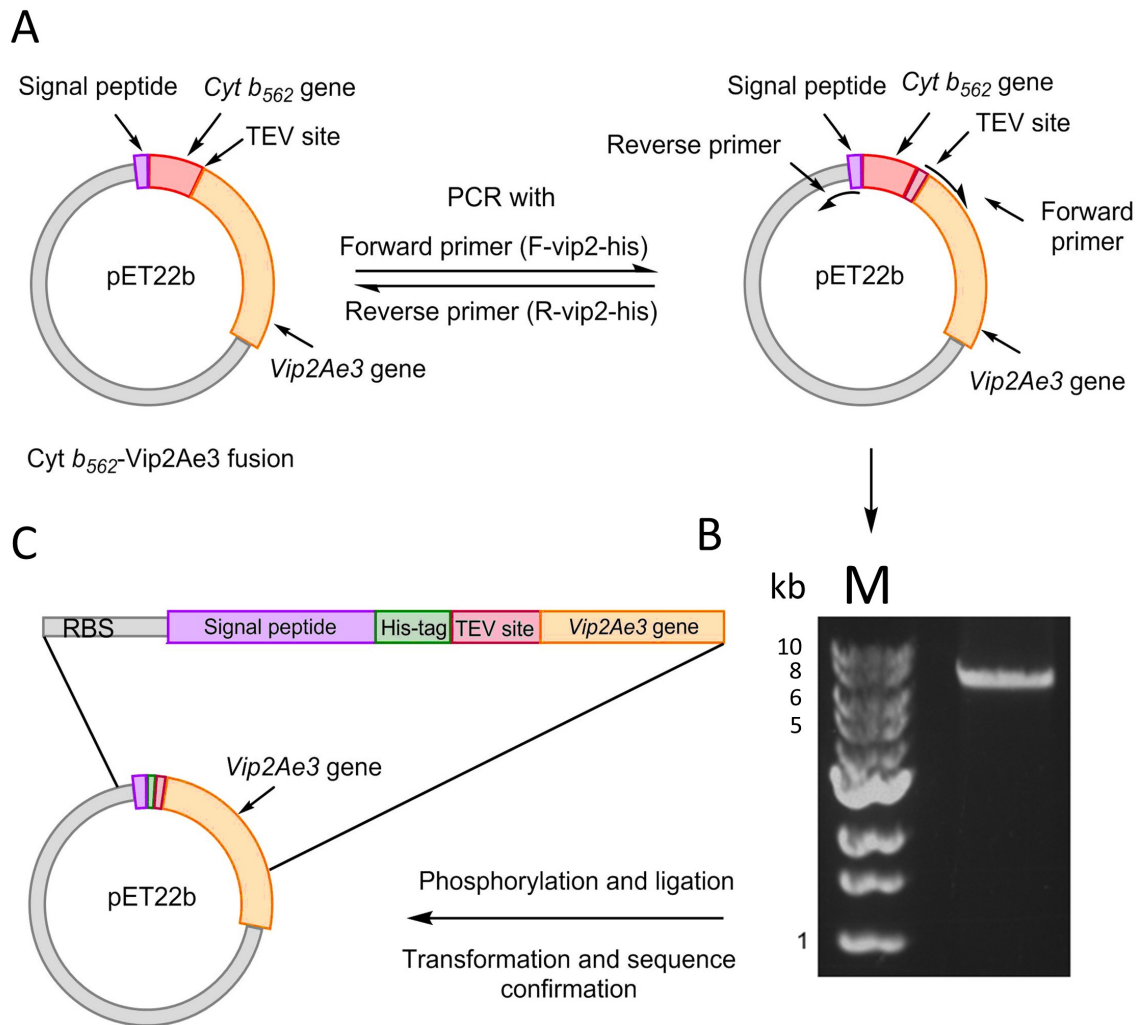 A
Signal peptide
Cyt b562 gene
TEV site
pET22b
Vip2Ae3 gene
Cyt b562-Vip2Ae3 fusion
PCR with
Forward primer (F-vip2-his)
Reverse primer (R-vip2-his)
Signal peptide
Cyt b562 gene
TEV site
Reverse primer
Forward
primer
pET22b
Vip2Ae3 gene
B
kb
M
10
8
6
5
1
C
RBS
Signal peptide
His-tag
TEV site
Vip2Ae3 gene
Vip2Ae3 gene
pET22b
Phosphorylation and ligation
Transformation and sequence
confirmation